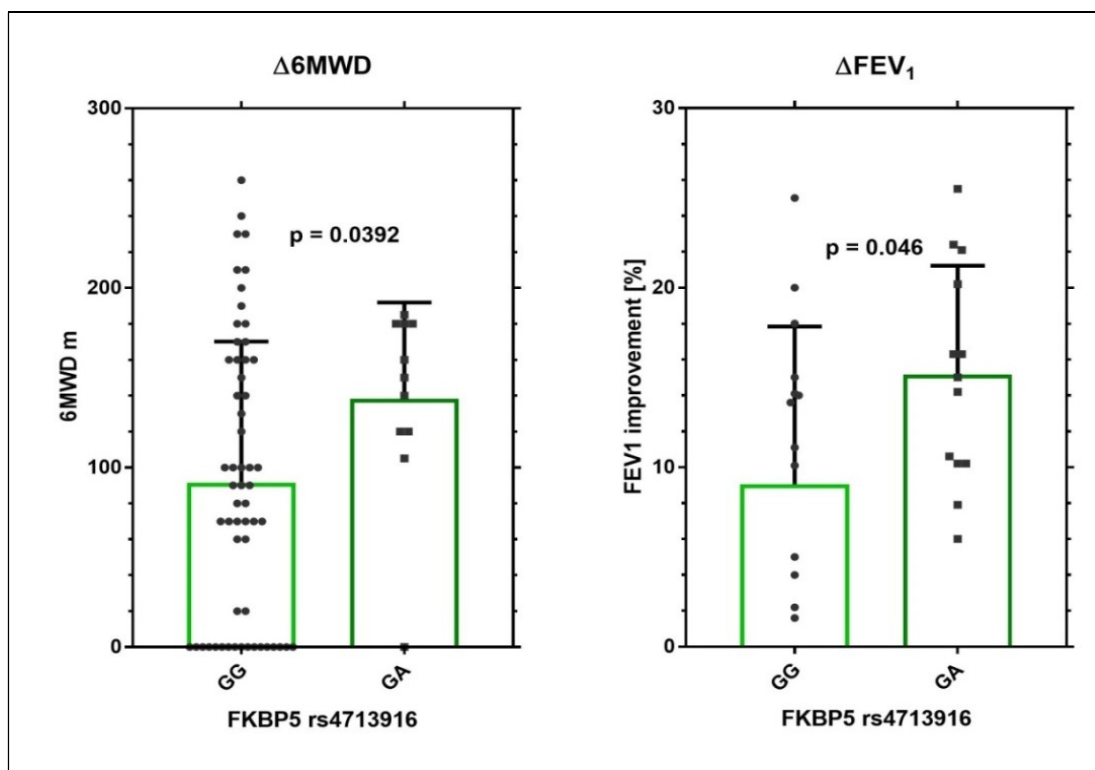 Δ6MWD
300
200
100
0
6MWD m
p = 0.0392
GG
GA
FKBP5 rs4713916
ΔFEV₁
30
20
10
0
FEV1 improvement [%]
p = 0.046
GG
GA
FKBP5 rs4713916